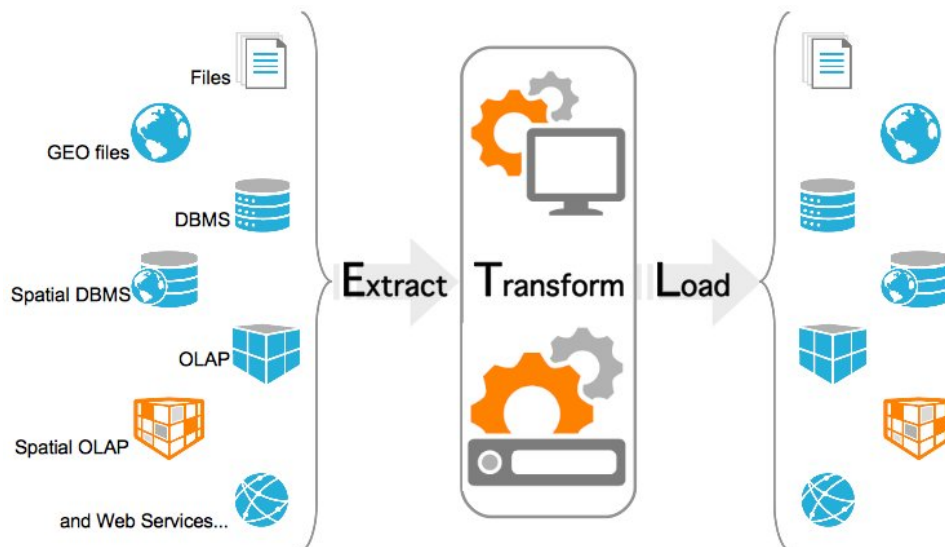 Files
GEO files
DBMS
Spatial DBMS
Extract Transform Load
OLAP
Spatial OLAP
and Web Services...